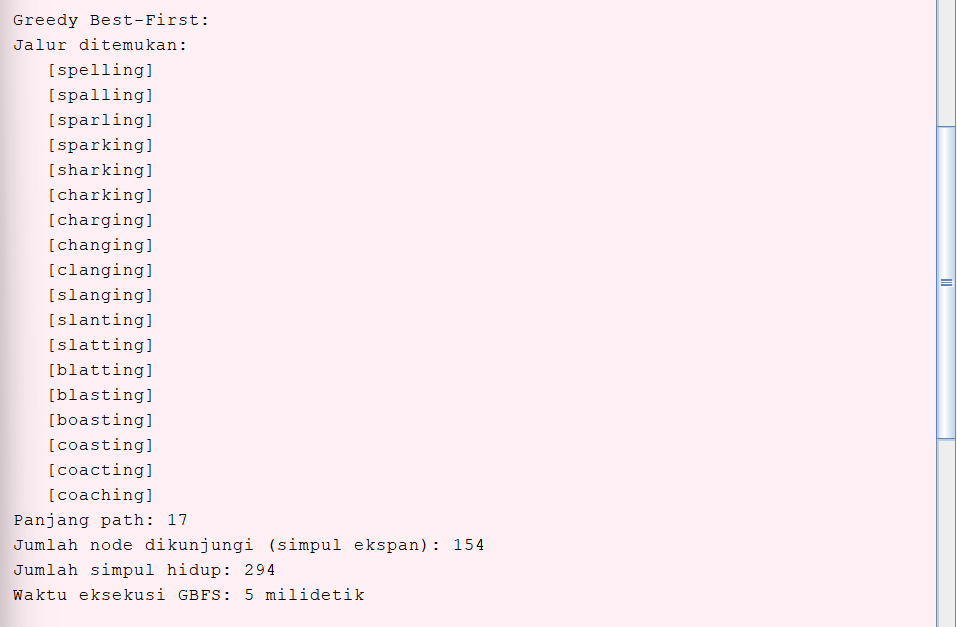 Greedy Best-First:
Jalur ditemukan:
[spelling]
[spalling]
[sparling]
[sparking]
[sharking]
[charking]
[charging]
[changing]
[clanging]
[slanging]
[slanting]
[slatting]
[blatting]
[blasting]
[boasting]
[coasting]
[coacting]
[coaching]
Panjang path: 17
Jumlah node dikunjungi (simpul ekspan): 154
Jumlah simpul hidup: 294
Waktu eksekusi GBFS: 5 milidetik